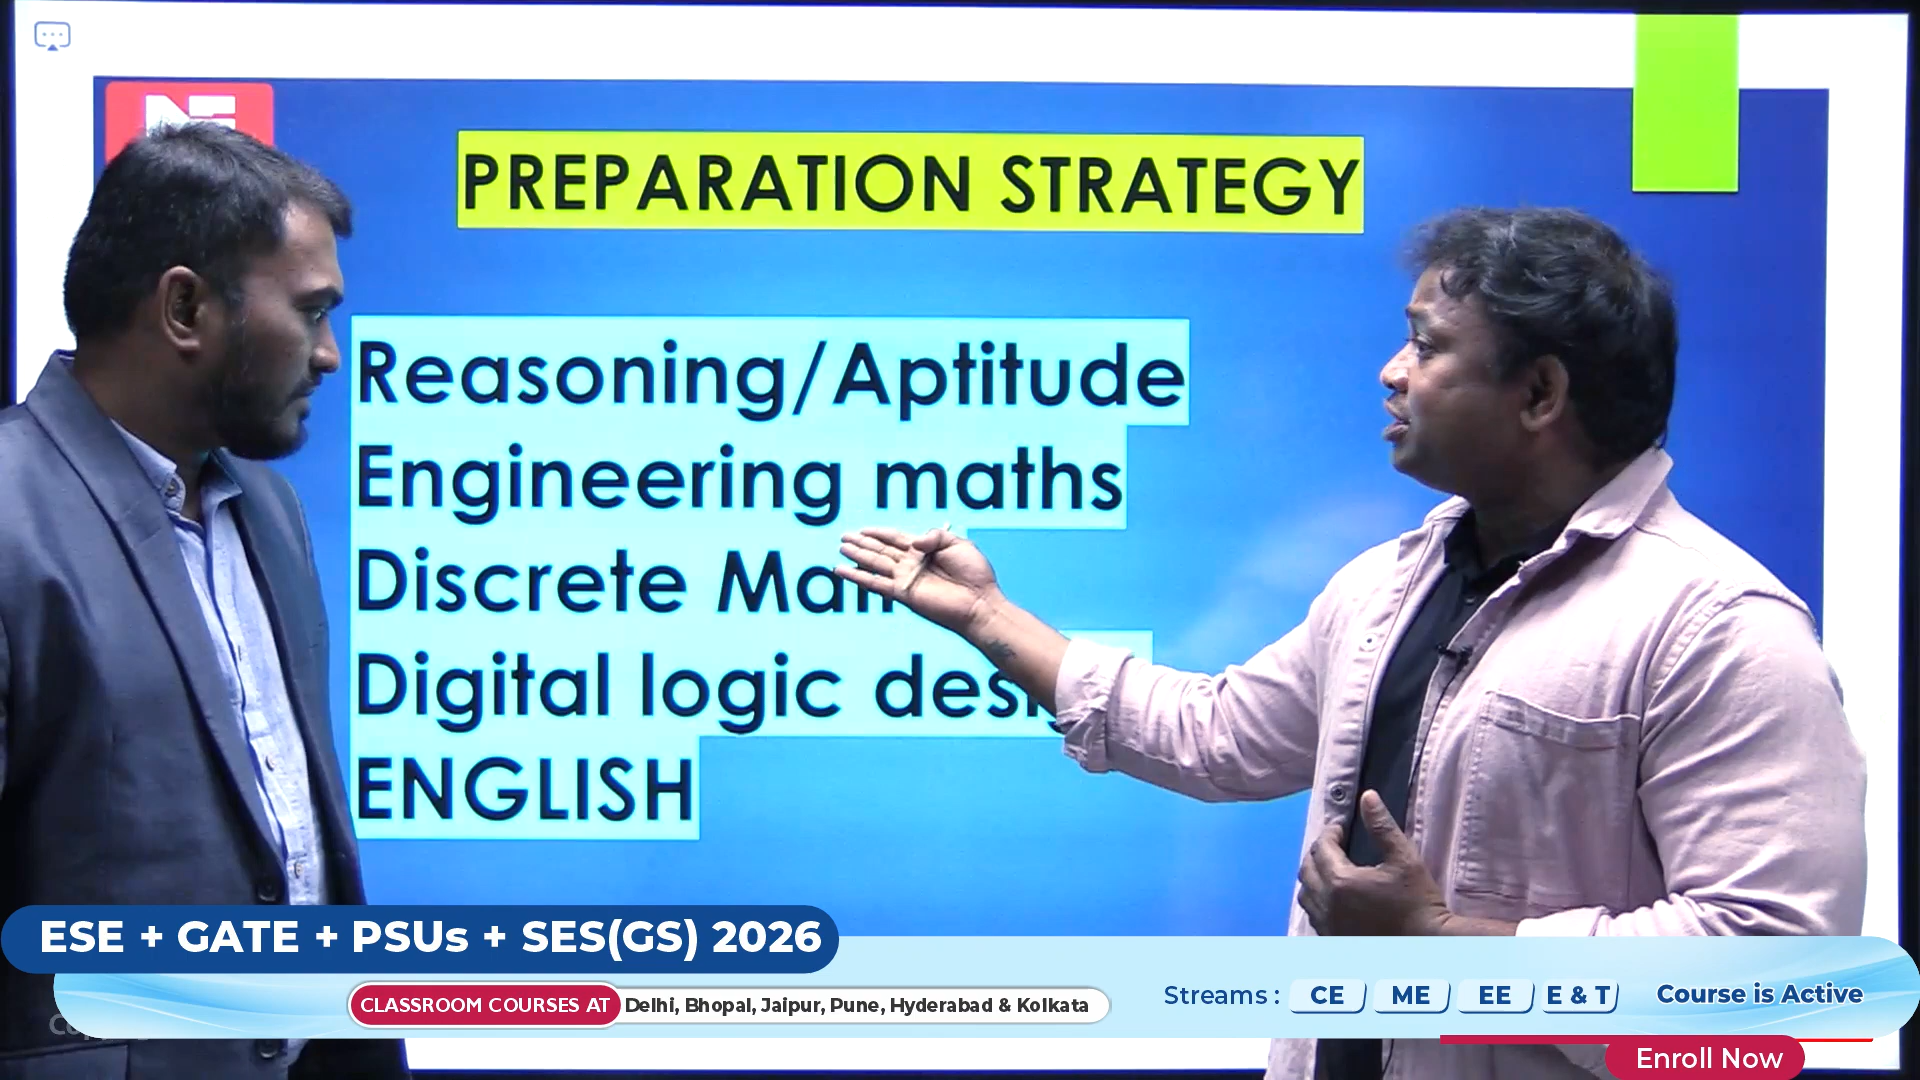 PREPARATION STRATEGY
Reasoning/Aptitude
Engineering maths
Discrete
Digital logic
ENGLISH
ESE + GATE + PSUs + SES(GS) 2026
CLASSROOM COURSES AT Delhi, Bhopal, Jaipur, Pune, Hyderabad & Kolkata
Streams : CE ME EE E & T Course is Active
Enroll Now